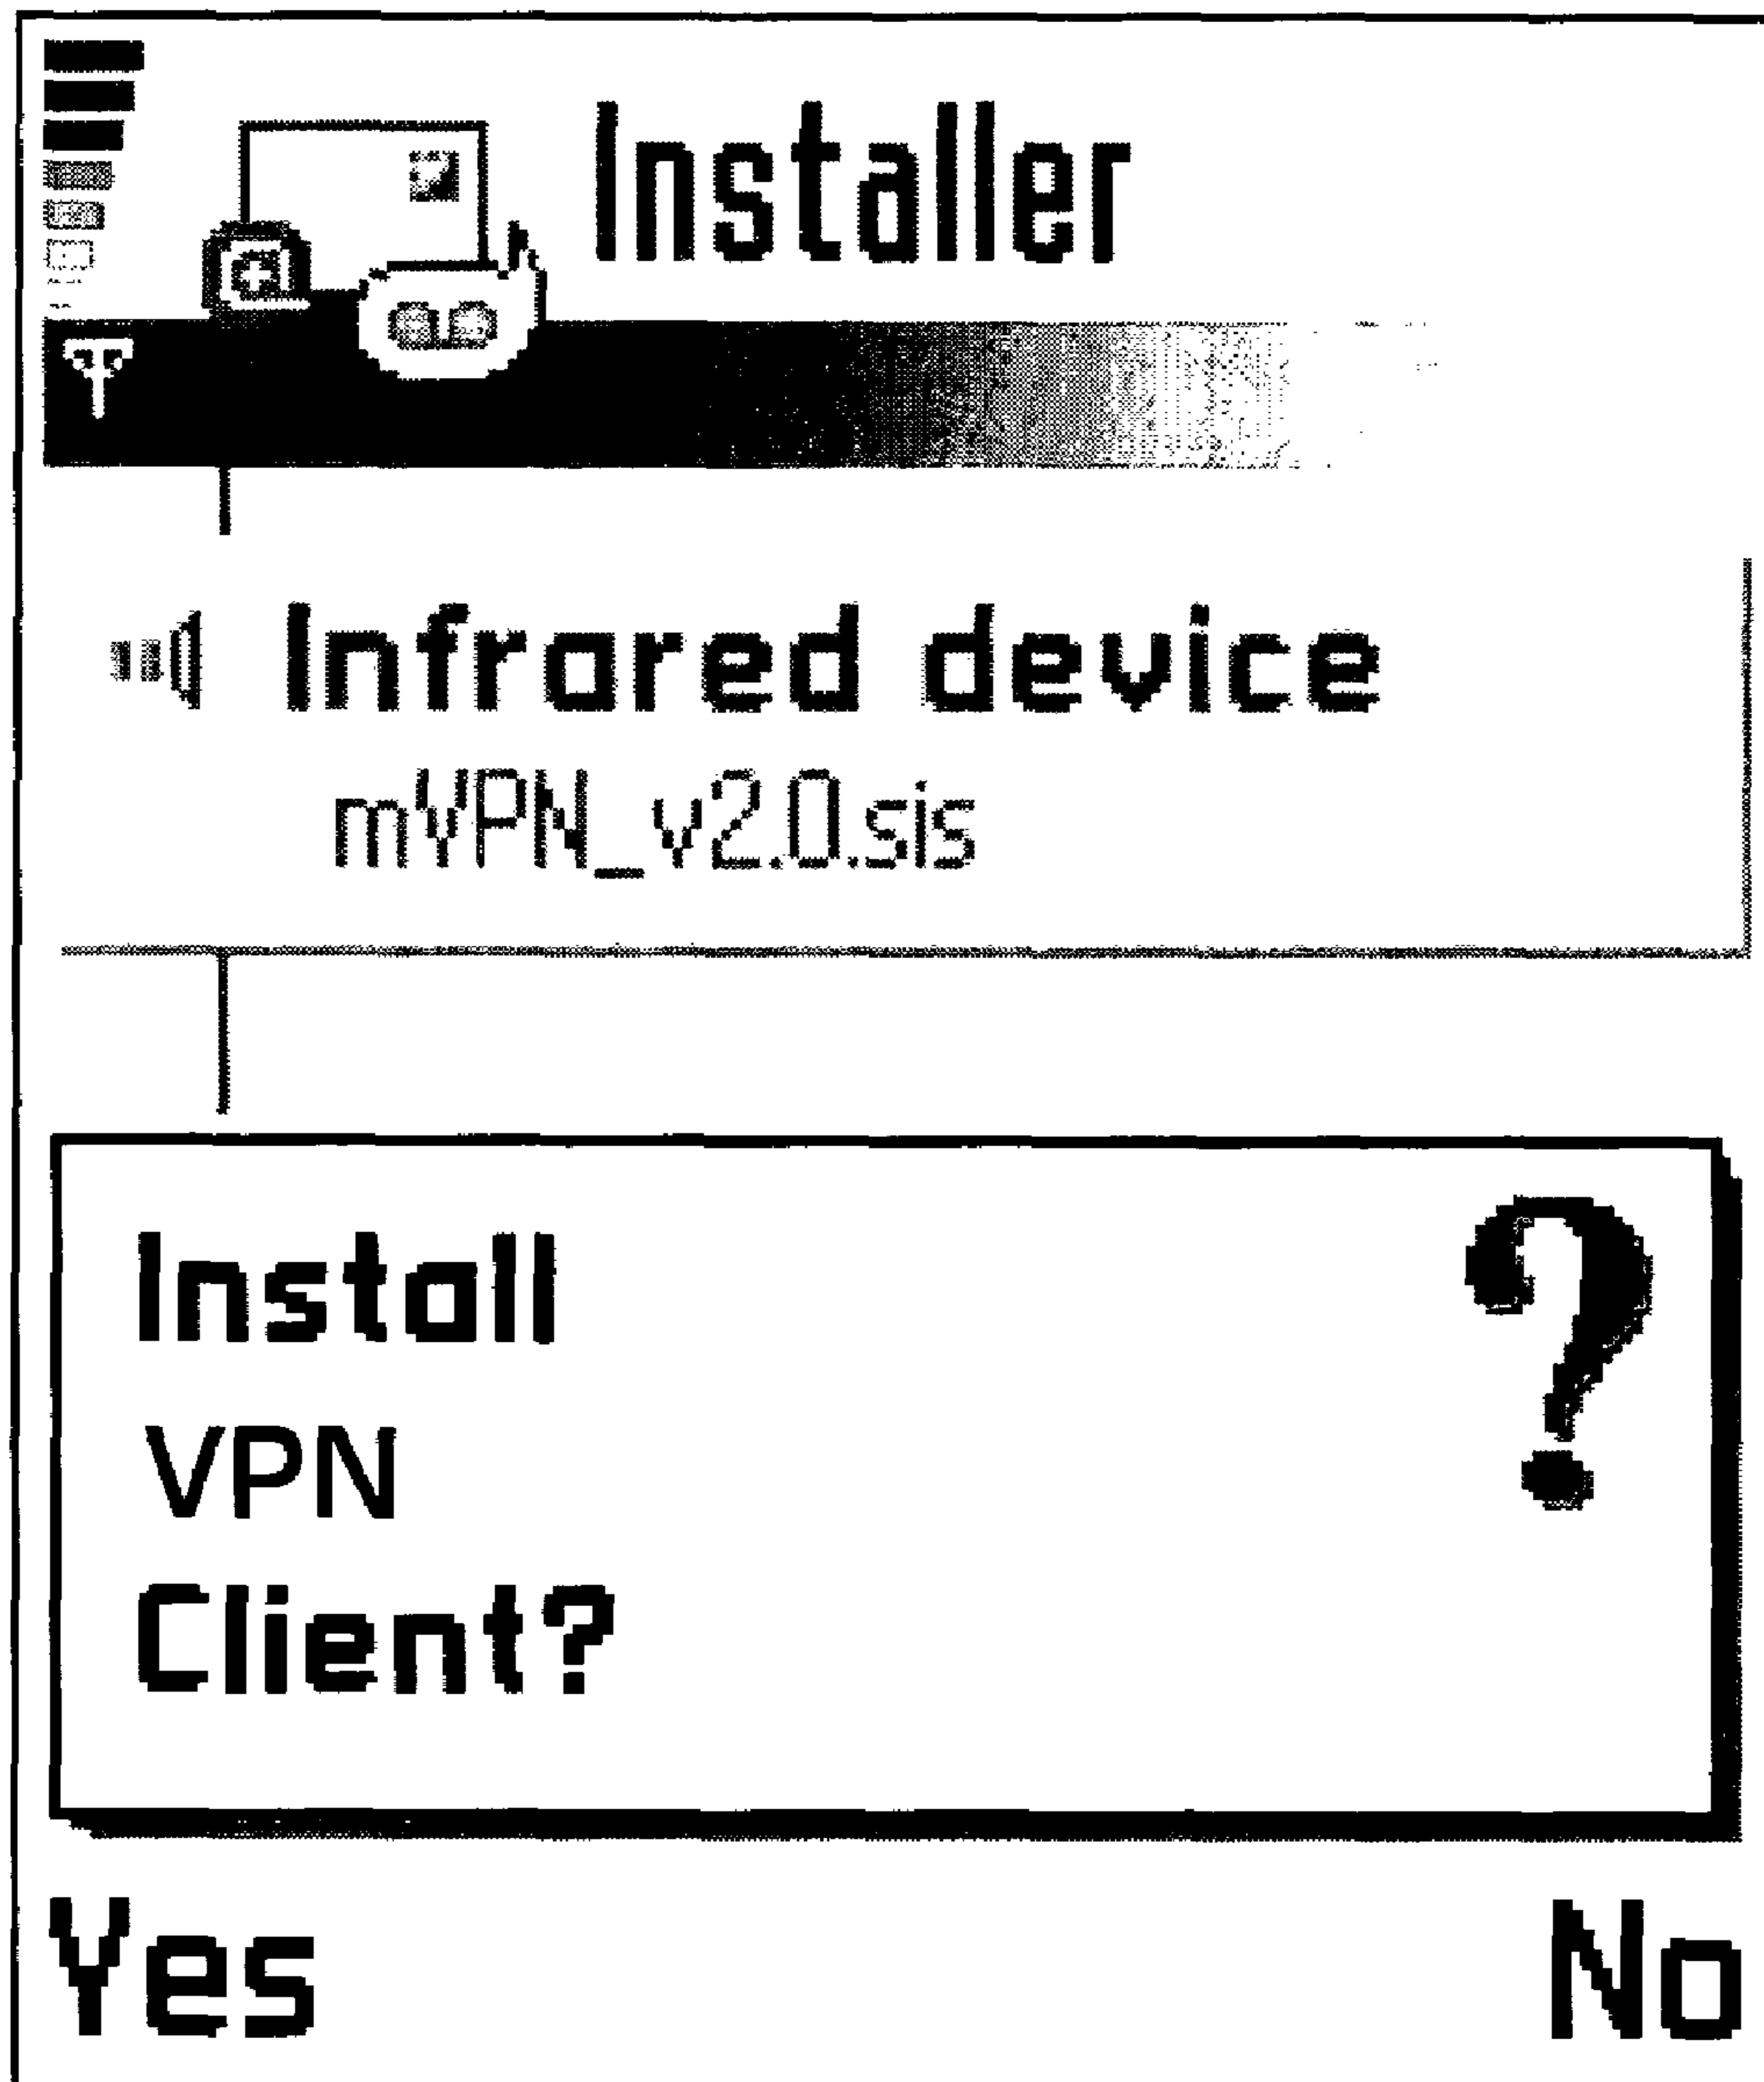 Installer
Infrared device
mVPN_v2.0.sis
Install
VPN
Client?
Yes No